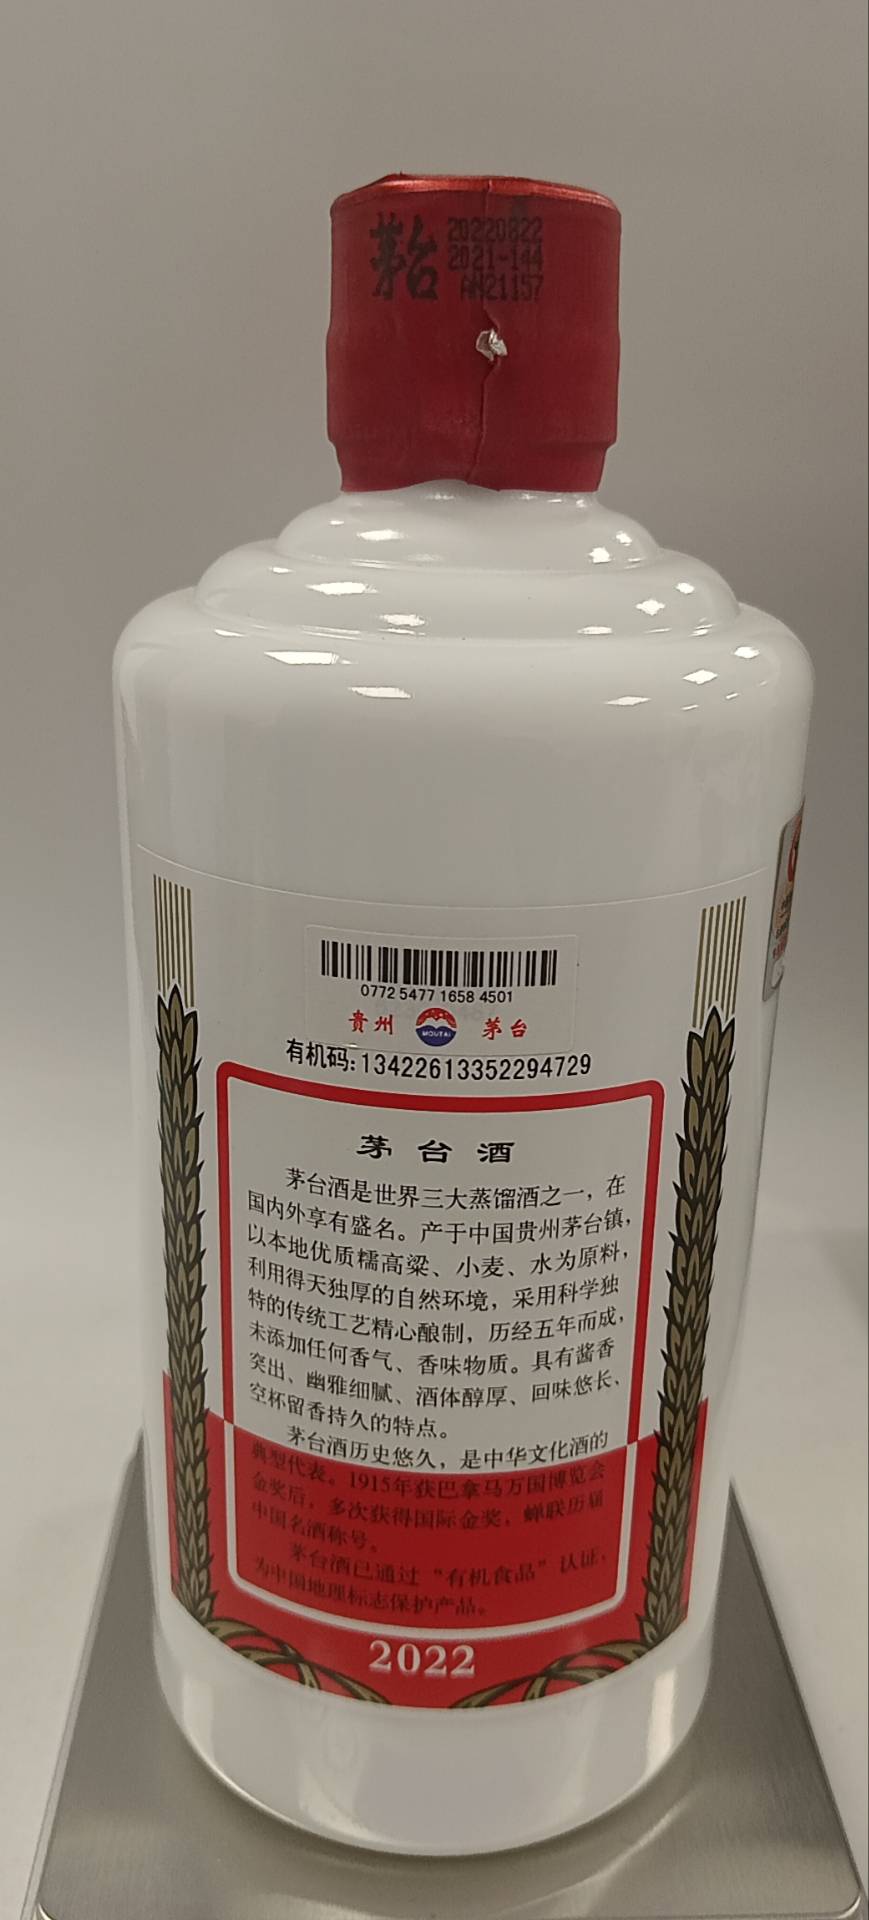 茅台
20220822
2021-144
AH21157
0772 5477 1658 4501
贵州 MOUTAI 茅台
有机码:13422613352294729
茅台酒
茅台酒是世界三大蒸馏酒之一，在
国内外享有盛名。产于中国贵州茅台镇，
以本地优质糯高粱、小麦、水为原料，
利用得天独厚的自然环境，采用科学独
特的传统工艺精心酿制，历经五年而成，
未添加任何香气、香味物质。具有酱香
突出、幽雅细腻、酒体醇厚、回味悠长、
空杯留香持久的特点。
茅台酒历史悠久，是中华文化酒的
典型代表。1915年获巴拿马万国博览会
金奖后，多次获得国际金奖，蝉联历届
中国名酒称号。
茅台酒已通过“有机食品”认证，
为中国地理标志保护产品。
2022